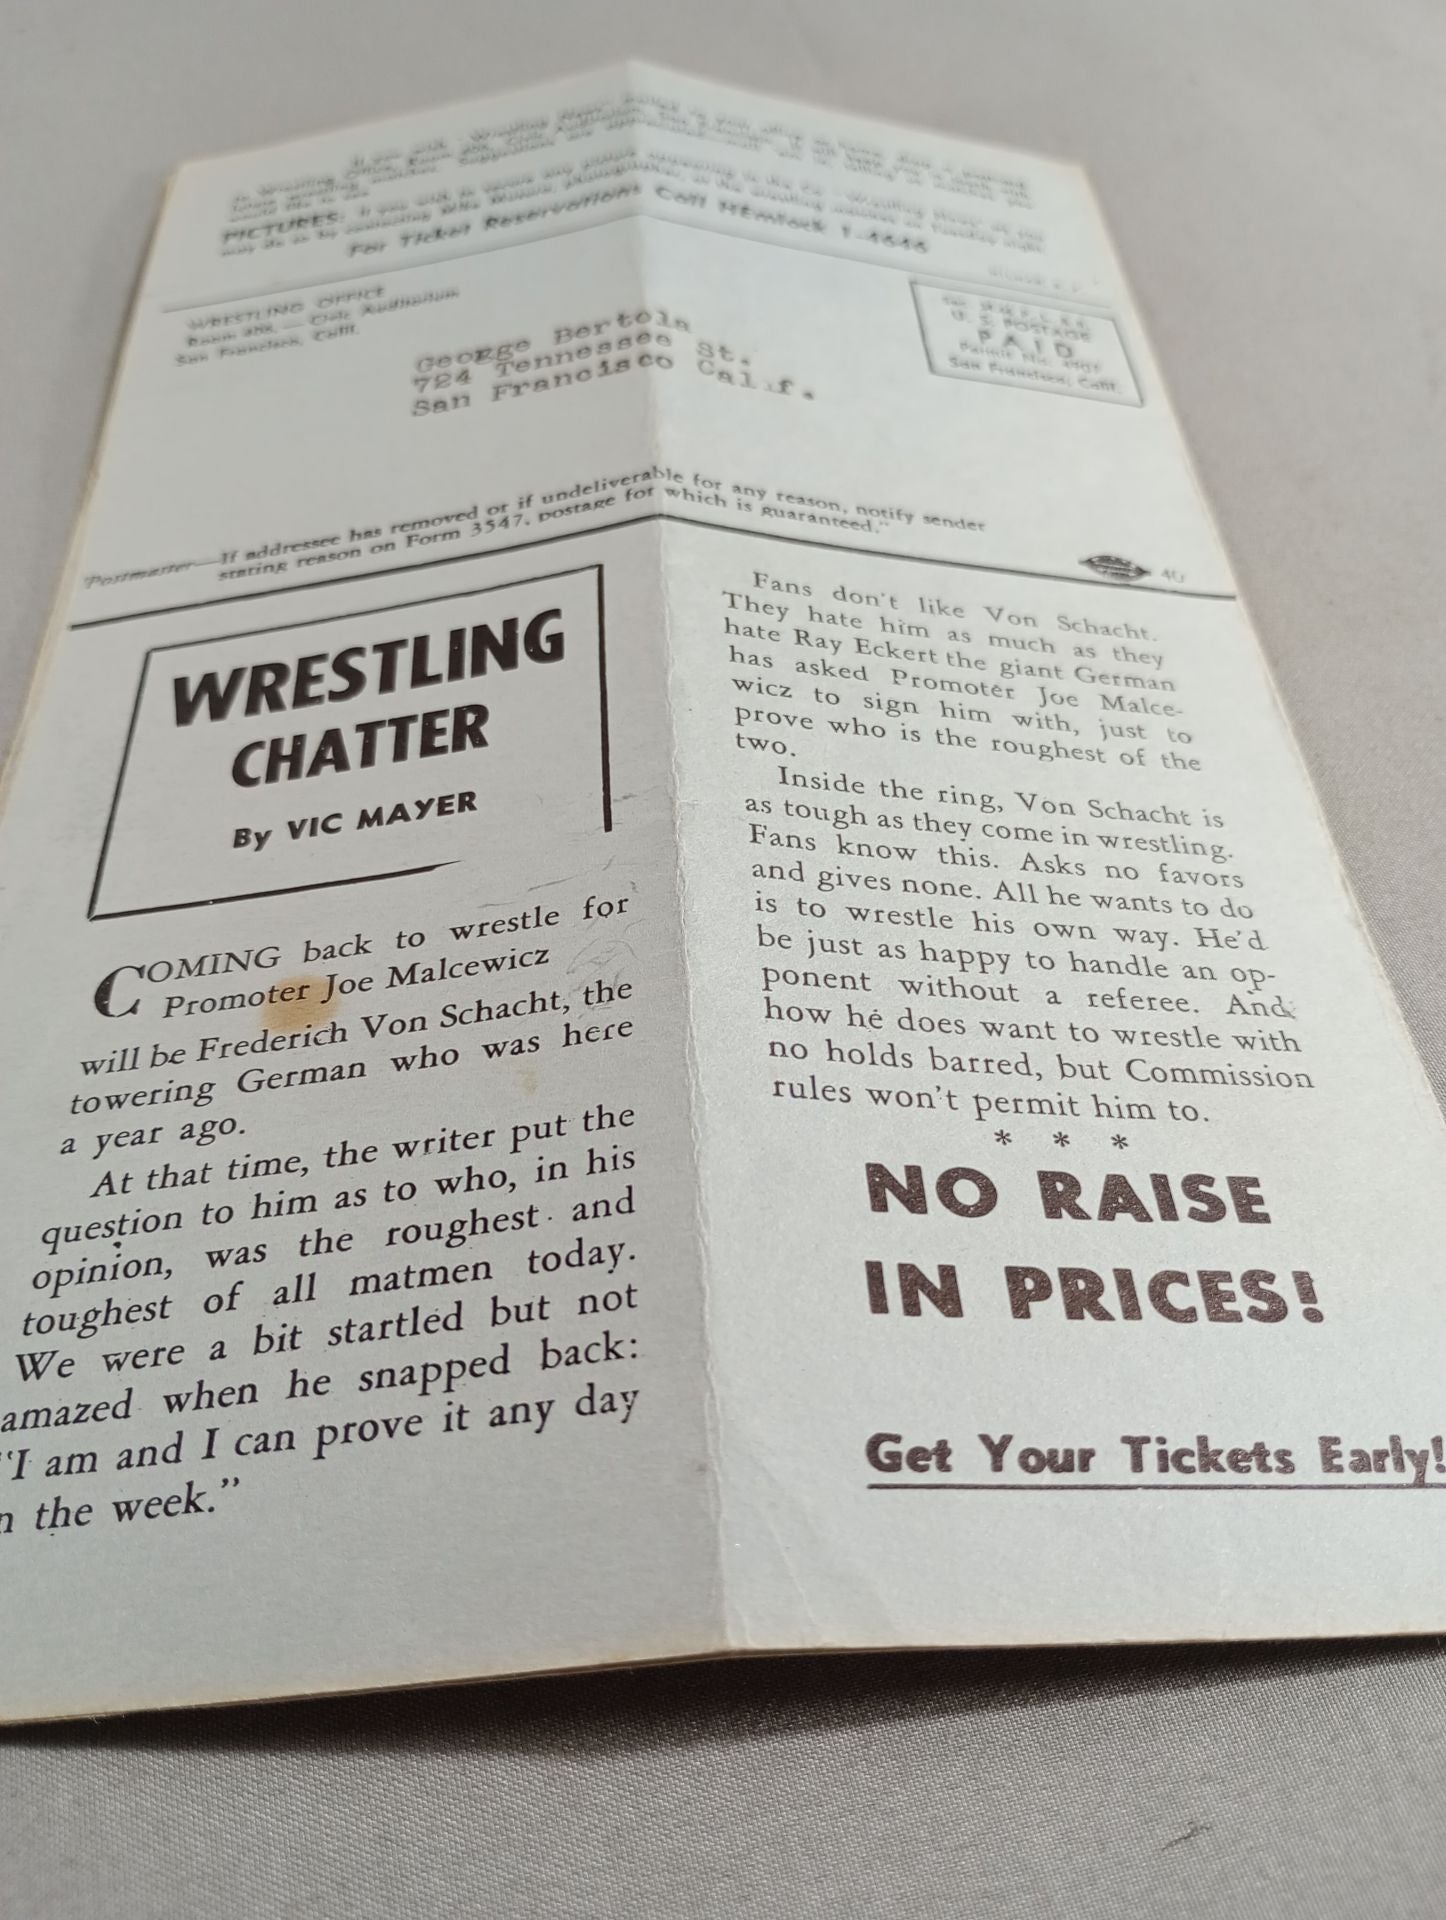 PICTURES:
For Ticket Reservations Call HEmlock 1-4646
WRESTLING OFFICE
Civic Auditorium
San Francisco, Calif.
U. S. POSTAGE
PAID
San Francisco, Calif.
George Bertola
724 Tennessee St.
San Francisco Calif.
"Postmaster—If addressee has removed or if undeliverable for any reason, notify sender
stating reason on Form 3547, postage for which is guaranteed."
40
WRESTLING
CHATTER
By VIC MAYER
COMING back to wrestle for
Promoter Joe Malcewicz
will be Frederich Von Schacht, the
towering German who was here
a year ago.
At that time, the writer put the
question to him as to who, in his
opinion, was the roughest and
toughest of all matmen today.
We were a bit startled but not
amazed when he snapped back:
"I am and I can prove it any day
n the week."
Fans don't like Von Schacht.
They hate him as much as they
hate Ray Eckert the giant German
has asked Promoter Joe Malce-
wicz to sign him with, just to
prove who is the roughest of the
two.
Inside the ring, Von Schacht is
as tough as they come in wrestling.
Fans know this. Asks no favors
and gives none. All he wants to do
is to wrestle his own way. He'd
be just as happy to handle an op-
ponent without a referee. And
how he does want to wrestle with
no holds barred, but Commission
rules won't permit him to.
* * *
NO RAISE
IN PRICES!
Get Your Tickets Early!